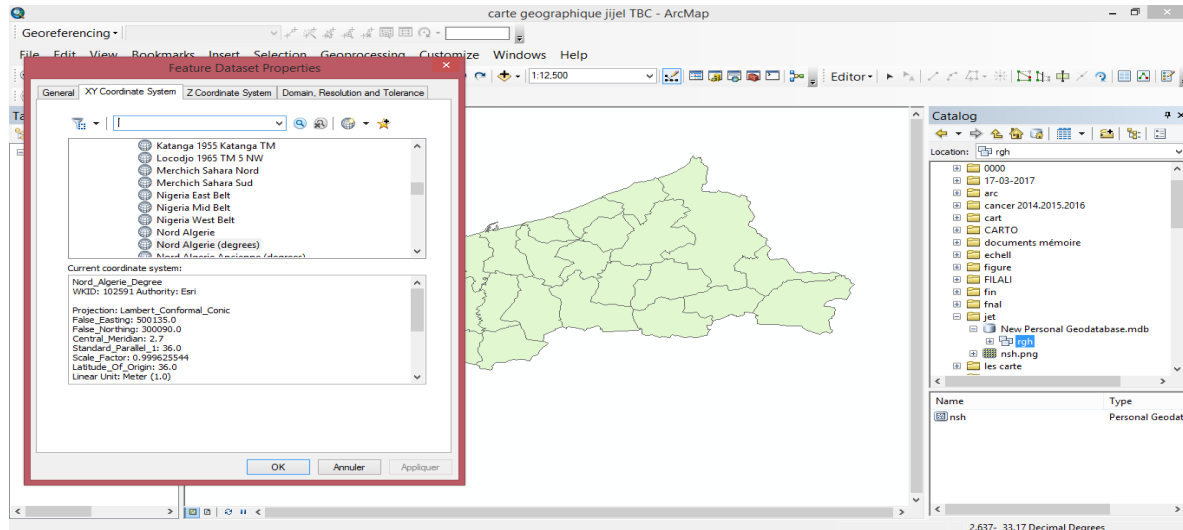 carte geographique jijel TBC - ArcMap
Georeferencing
File Edit View Bookmarks Insert Selection Geoprocessing Customize Windows Help
1:12.500
Editor
Feature Dataset Properties
General
XY Coordinate System
Z Coordinate System
Domain, Resolution and Tolerance
Katanga 1955 Katanga TM
Locodjo 1965 TM 5 NW
Merchich Sahara Nord
Merchich Sahara Sud
Nigeria East Belt
Nigeria Mid Belt
Nigeria West Belt
Nord Algerie
Nord Algerie (degrees)
Nord Algerie Ancienne (degrees)
Current coordinate system:
Nord_Algerie_Degree
WKID: 102591 Authority: Esri
Projection: Lambert_Conformal_Conic
False_Easting: 500135.0
False_Northing: 300090.0
Central_Meridian: 2.7
Standard_Parallel_1: 36.0
Scale_Factor: 0.999625544
Latitude_Of_Origin: 36.0
Linear Unit: Meter (1.0)
OK
Annuler
Appliquer
Ta
Catalog
Location: rgh
0000
17-03-2017
arc
cancer 2014.2015.2016
cart
CARTO
documents mémoire
echell
figure
FILALI
fin
fnal
jet
New Personal Geodatabase.mdb
rgh
nsh.png
les carte
Name Type
nsh Personal Geodat
2,637- 33,17 Decimal Degrees